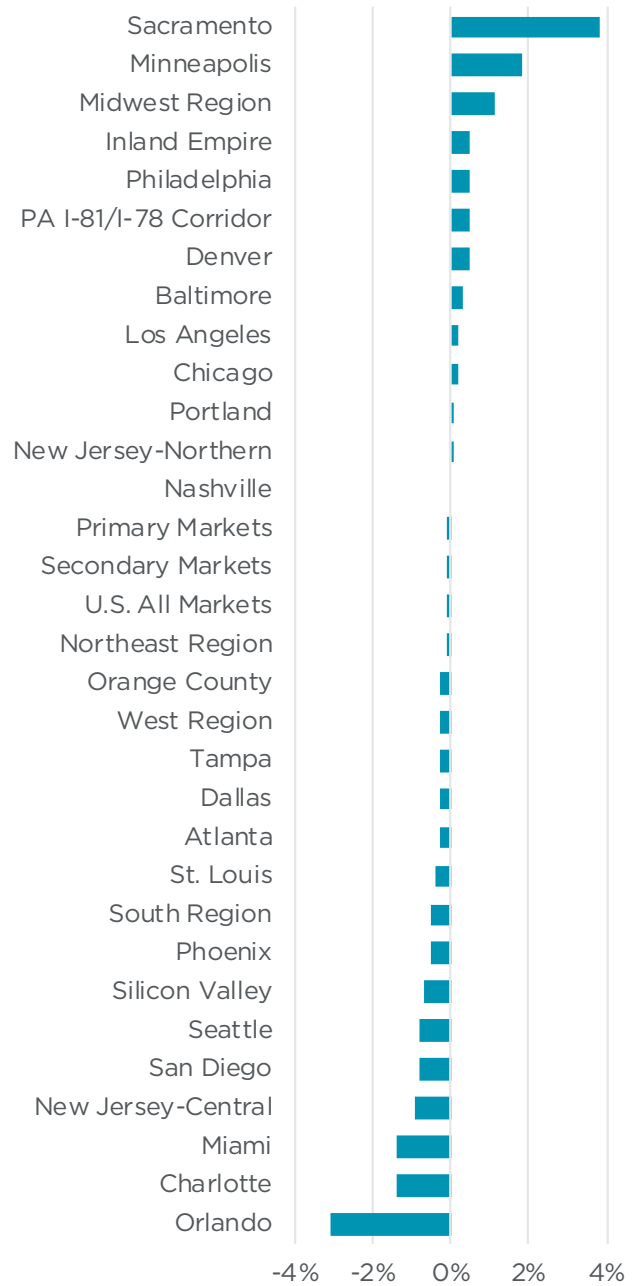 Sacramento
Minneapolis
Midwest Region
Inland Empire
Philadelphia
PA I-81/I-78 Corridor
Denver
Baltimore
Los Angeles
Chicago
Portland
New Jersey-Northern
Nashville
Primary Markets
Secondary Markets
U.S. All Markets
Northeast Region
Orange County
West Region
Tampa
Dallas
Atlanta
St. Louis
South Region
Phoenix
Silicon Valley
Seattle
San Diego
New Jersey-Central
Miami
Charlotte
Orlando
-4% -2% 0% 2% 4%